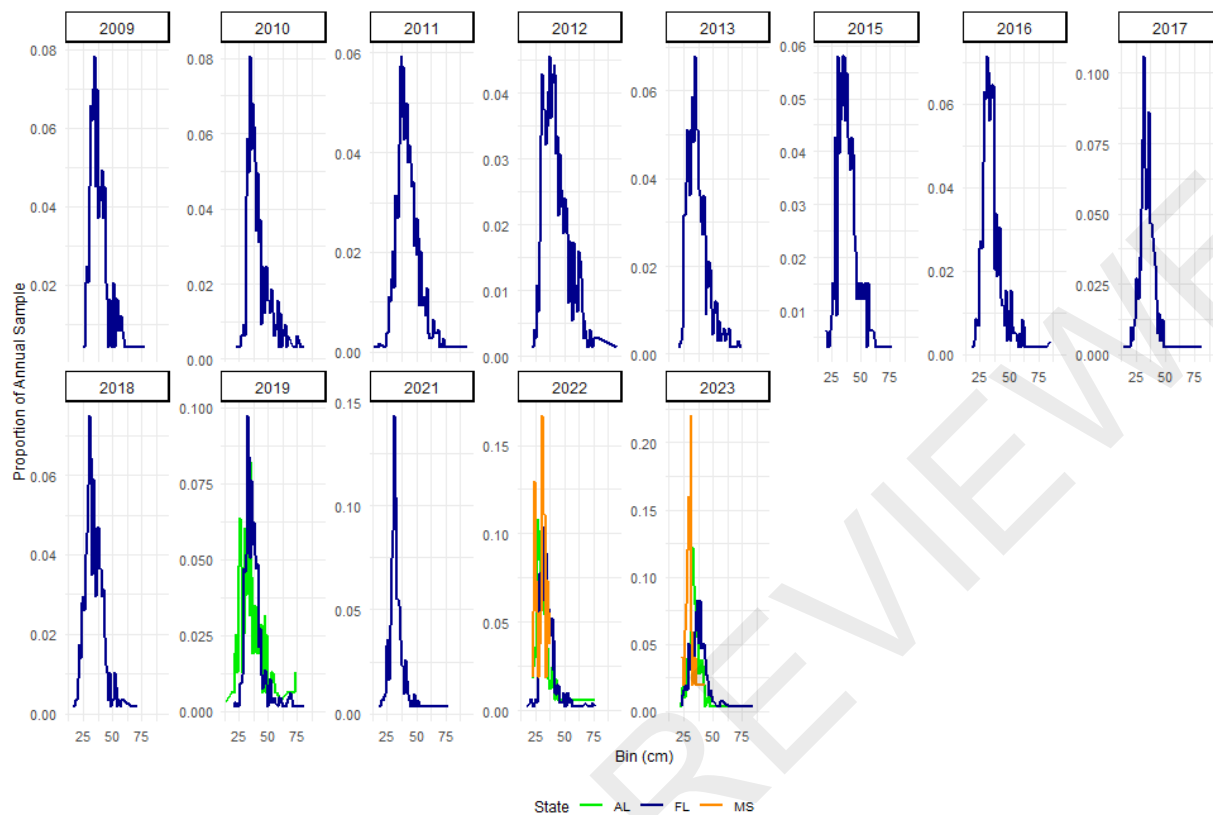 2009 2010 2011 2012 2013 2015 2016 2017
0.08 0.06 0.04 0.02
0.08 0.06 0.04 0.02 0.00
0.06 0.04 0.02 0.00
0.04 0.03 0.02 0.01 0.00
0.06 0.04 0.02 0.00
0.06 0.05 0.04 0.03 0.02 0.01
0.06 0.04 0.02 0.00
0.100 0.075 0.050 0.025 0.000
25 50 75 25 50 75 25 50 75
2018 2019 2021 2022 2023
0.06 0.04 0.02 0.00
0.100 0.075 0.050 0.025 0.000
0.15 0.10 0.05 0.00
0.15 0.10 0.05 0.00
0.20 0.15 0.10 0.05 0.00
25 50 75 25 50 75 25 50 75 25 50 75 25 50 75
Proportion of Annual Sample
Bin (cm)
State AL FL MS
REVIEW